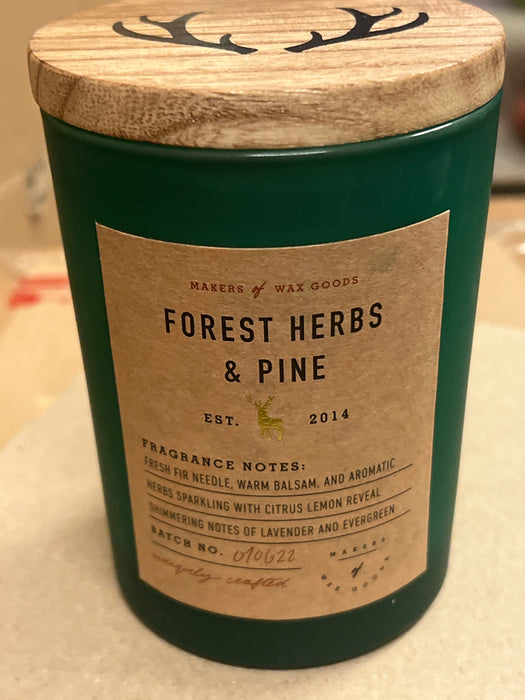 MAKERS of WAX GOODS
FOREST HERBS
& PINE
EST. 2014
FRAGRANCE NOTES:
FRESH FIR NEEDLE, WARM BALSAM, AND AROMATIC
HERBS SPARKLING WITH CITRUS LEMON REVEAL
SHIMMERING NOTES OF LAVENDER AND EVERGREEN
BATCH NO. 010622
uniquely crafted
MAKERS
of
WAX GOODS